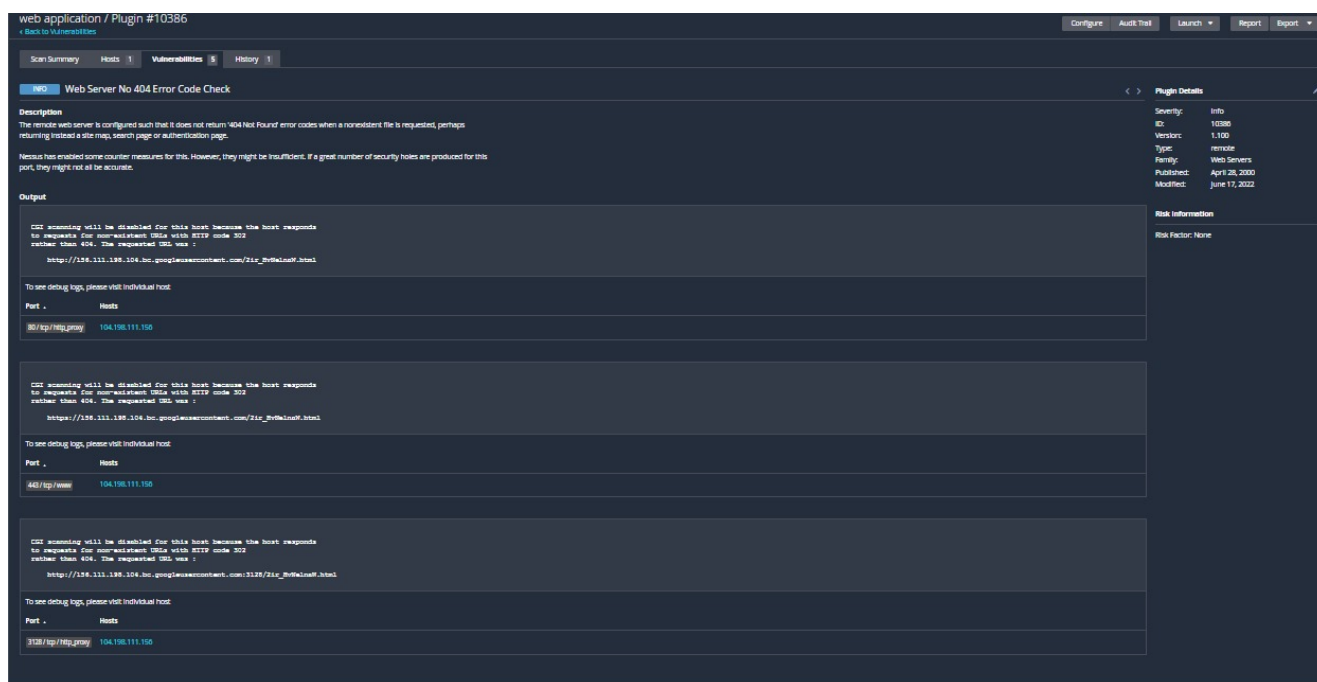 web application / Plugin #10386
‹ Back to Vulnerabilities
Configure Audit Trail Launch Report Export
Scan Summary Hosts 1 Vulnerabilities 5 History 1
INFO Web Server No 404 Error Code Check
Description
The remote web server is configured such that it does not return '404 Not Found' error codes when a nonexistent file is requested, perhaps
returning instead a site map, search page or authentication page.
Nessus has enabled some counter measures for this. However, they might be insufficient. If a great number of security holes are produced for this
port, they might not all be accurate.
Output
CGI scanning will be disabled for this host because the host responds
to requests for non-existent URLs with HTTP code 302
rather than 404. The requested URL was :
To see debug logs, please visit individual host
Port Hosts
80 / tcp / http_proxy 104.198.111.156
CGI scanning will be disabled for this host because the host responds
to requests for non-existent URLs with HTTP code 302
rather than 404. The requested URL was :
To see debug logs, please visit individual host
Port Hosts
443 / tcp / www 104.198.111.156
CGI scanning will be disabled for this host because the host responds
to requests for non-existent URLs with HTTP code 302
rather than 404. The requested URL was :
To see debug logs, please visit individual host
Port Hosts
3128 / tcp / http_proxy 104.198.111.156
Plugin Details
Severity: Info
ID: 10386
Version: 1.100
Type: remote
Family: Web Servers
Published: April 28, 2000
Modified: June 17, 2022
Risk Information
Risk Factor: None